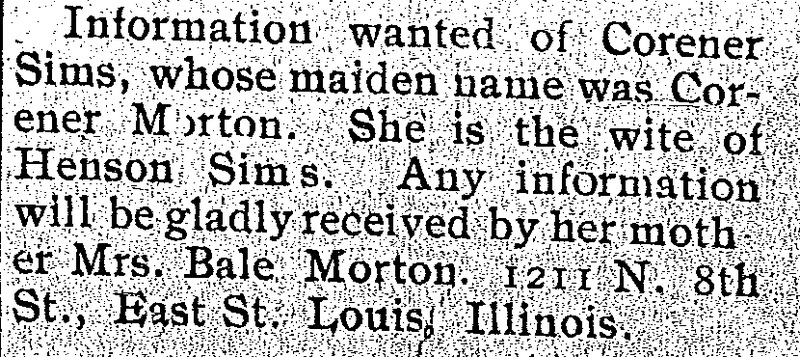 Information wanted of Corener
Sims, whose maiden name was Cor-
ener Morton. She is the wife of
Henson Sims. Any information
will be gladly received by her moth-
er Mrs. Bale Morton. 1211 N. 8th
St., East St. Louis, Illinois.